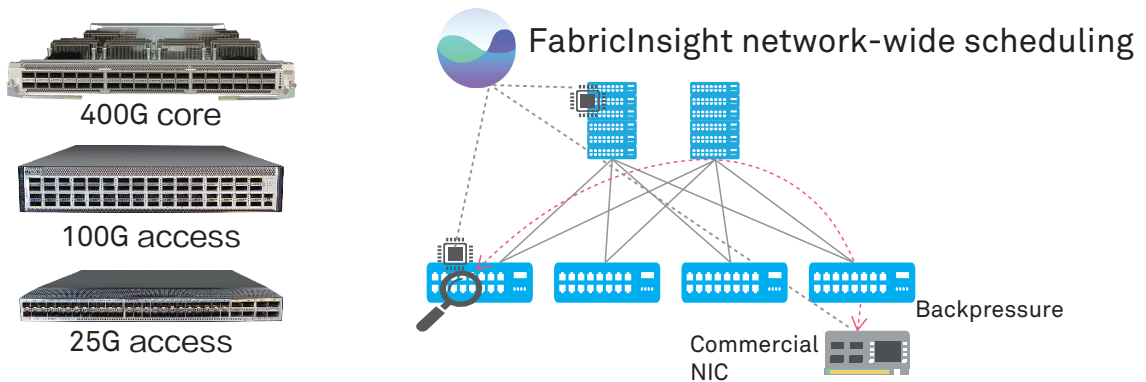 FabricInsight network-wide scheduling
400G core
100G access
25G access
Backpressure
Commercial
NIC